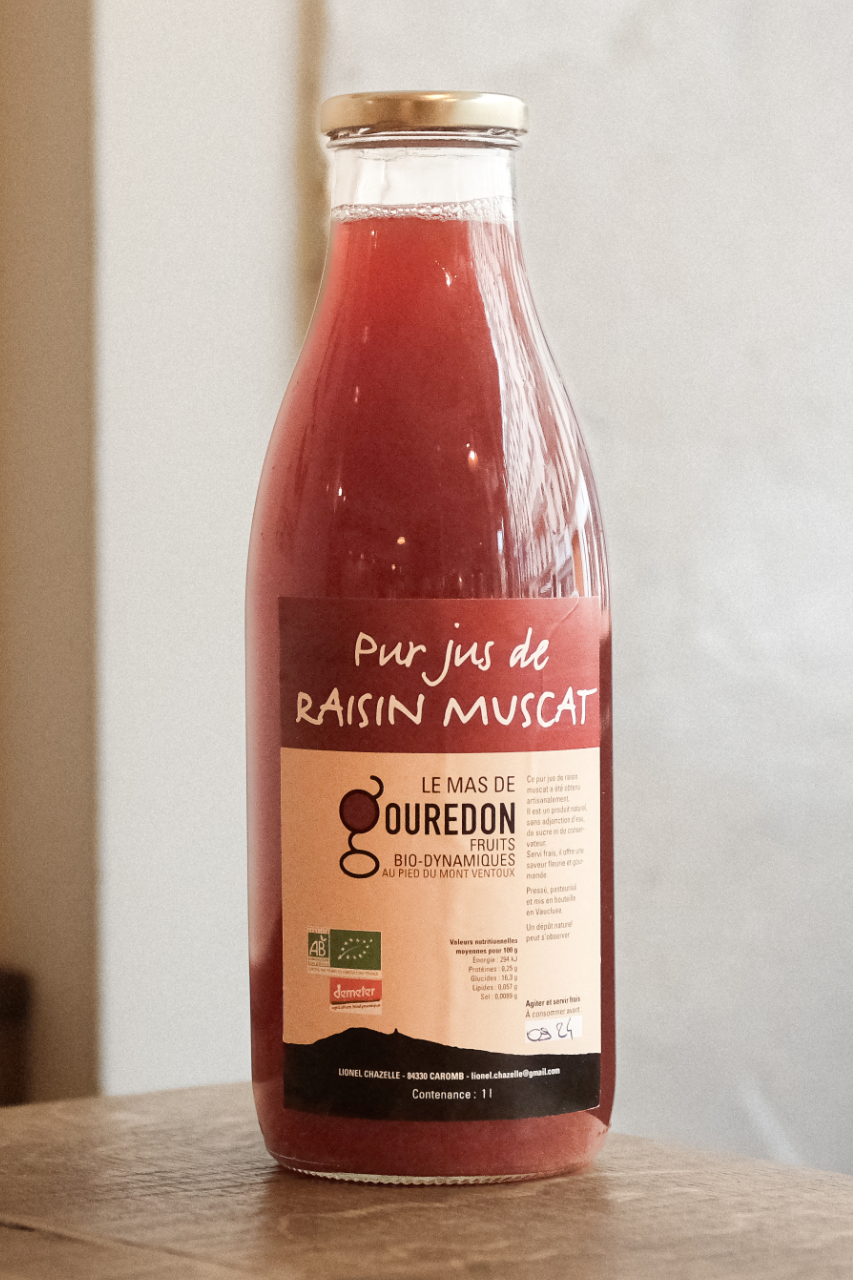 Pur jus de
RAISIN MUSCAT
LE MAS DE
gOUREDON
FRUITS
BIO-DYNAMIQUES
AU PIED DU MONT VENTOUX
Ce pur jus de raisin
muscat a été obtenu
artisanalement.
Il est un produit naturel,
sans adjonction d'eau,
de sucre ni de conser-
vateur.
Servi frais, il offre une
saveur fleurie et gour-
mande.
Pressé, pasteurisé
et mis en bouteille
en Vaucluse.
Un dépôt naturel
peut s'observer
AB
demeter
Valeurs nutritionnelles
moyennes pour 100 g
Énergie : 294 kJ
Protéines : 0,25 g
Glucides : 16,3 g
Lipides : 0,057 g
Sel : 0,0089 g
Agiter et servir frais
À consommer avant :
08 24
LIONEL CHAZELLE - 84330 CAROMB - lionel.chazelle@gmail.com
Contenance : 1 l